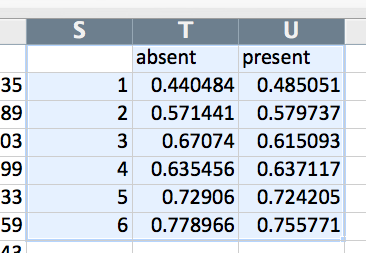 S T U
absent present
35 1 0.440484 0.485051
89 2 0.571441 0.579737
03 3 0.67074 0.615093
99 4 0.635456 0.637117
33 5 0.72906 0.724205
59 6 0.778966 0.755771